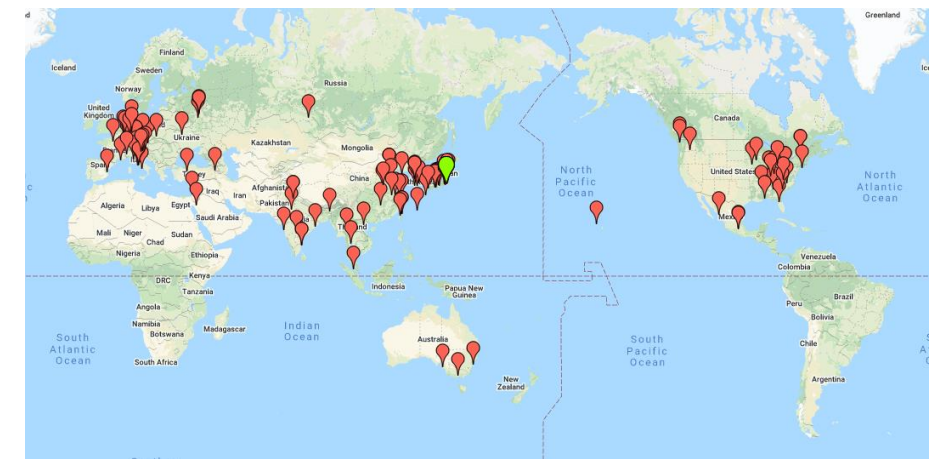 Greenland
Iceland
Finland
Sweden
Norway
Russia
United
Kingdom
Canada
Ukraine
Kazakhstan
Mongolia
Spain
North
Pacific
Ocean
United States
North
Atlantic
Ocean
China
Afghanistan
Iraq
Iran
Pakistan
Algeria
Libya
Egypt
Saudi Arabia
Mali
Niger
Chad
Sudan
Thailand
Nigeria
Ethiopia
Venezuela
Colombia
DRC
Kenya
Tanzania
Indonesia
Papua New
Guinea
Peru
Brazil
Angola
Bolivia
Namibia
Botswana
Madagascar
Indian
Ocean
South
Atlantic
Ocean
Australia
South
Pacific
Ocean
Chile
South Africa
New
Zealand
Argentina